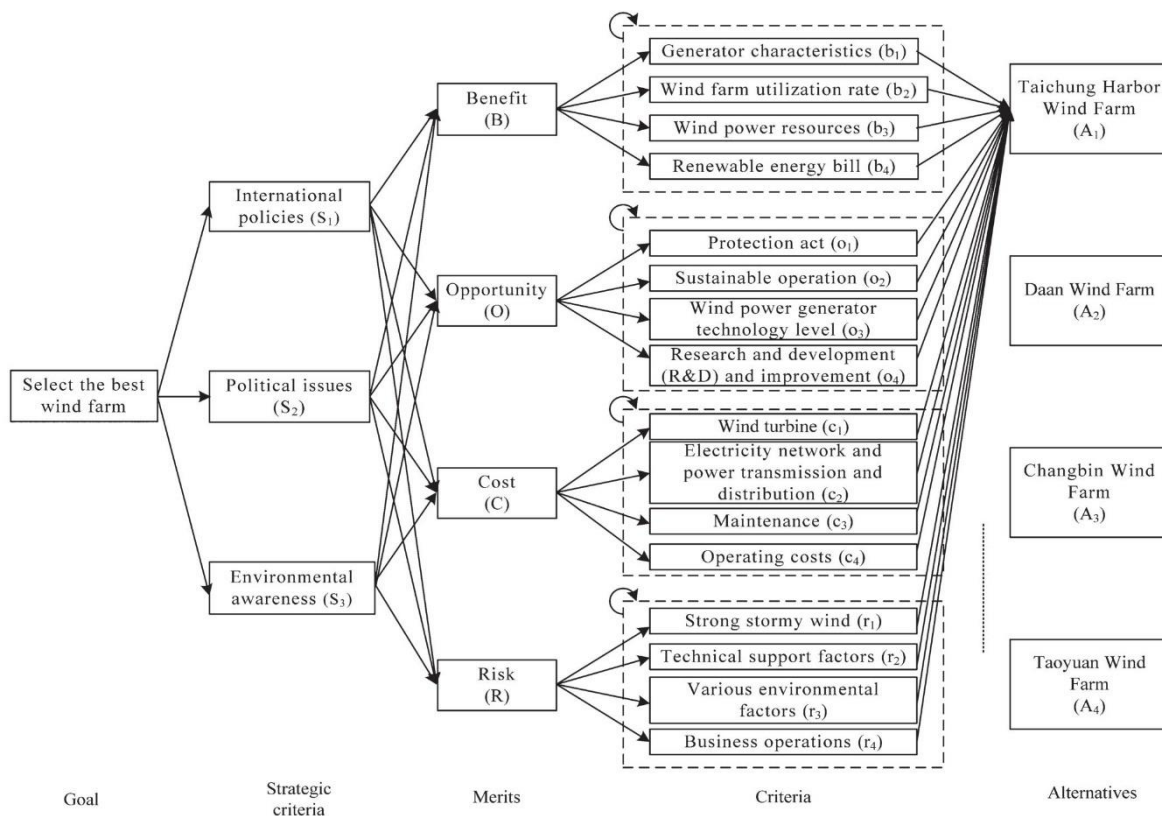 Select the best
wind farm
International
policies (S₁)
Political issues
(S₂)
Environmental
awareness (S₃)
Benefit
(B)
Opportunity
(O)
Cost
(C)
Risk
(R)
Generator characteristics (b₁)
Wind farm utilization rate (b₂)
Wind power resources (b₃)
Renewable energy bill (b₄)
Protection act (o₁)
Sustainable operation (o₂)
Wind power generator
technology level (o₃)
Research and development
(R&D) and improvement (o₄)
Wind turbine (c₁)
Electricity network and
power transmission and
distribution (c₂)
Maintenance (c₃)
Operating costs (c₄)
Strong stormy wind (r₁)
Technical support factors (r₂)
Various environmental
factors (r₃)
Business operations (r₄)
Taichung Harbor
Wind Farm
(A₁)
Daan Wind Farm
(A₂)
Changbin Wind
Farm
(A₃)
Taoyuan Wind
Farm
(A₄)
Goal
Strategic
criteria
Merits
Criteria
Alternatives